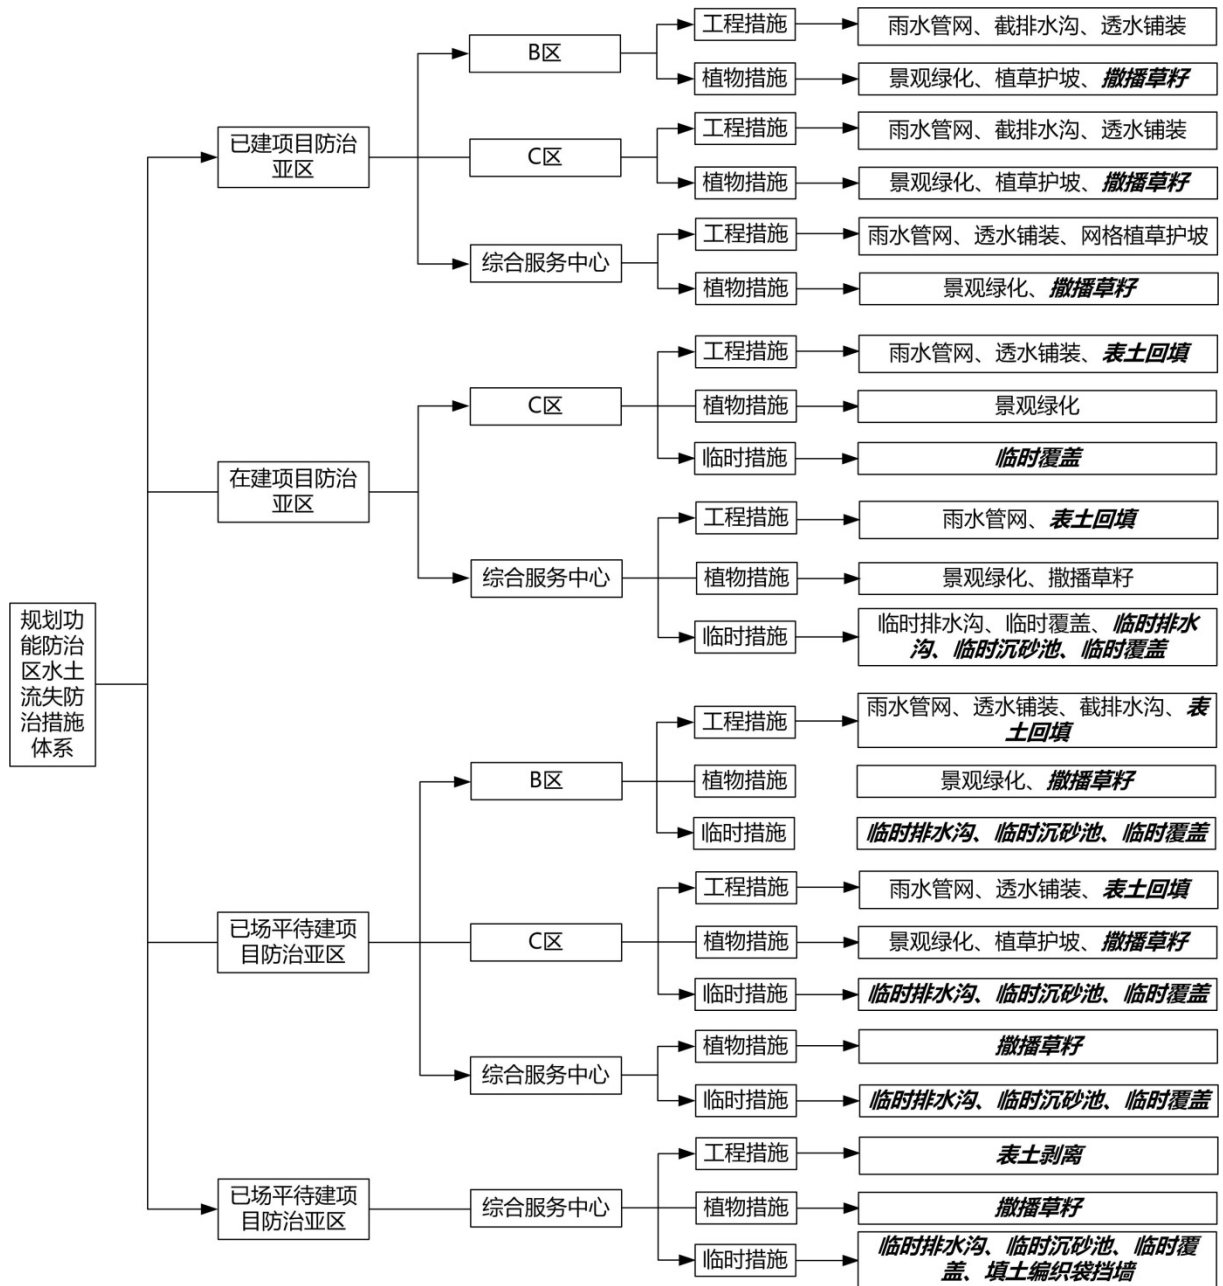 规划功
能防治
区水土
流失防
治措施
体系
已建项目防治
亚区
B区
工程措施
雨水管网、截排水沟、透水铺装
植物措施
景观绿化、植草护坡、撒播草籽
C区
工程措施
雨水管网、截排水沟、透水铺装
植物措施
景观绿化、植草护坡、撒播草籽
综合服务中心
工程措施
雨水管网、透水铺装、网格植草护坡
植物措施
景观绿化、撒播草籽
在建项目防治
亚区
C区
工程措施
雨水管网、透水铺装、表土回填
植物措施
景观绿化
临时措施
临时覆盖
综合服务中心
工程措施
雨水管网、表土回填
植物措施
景观绿化、撒播草籽
临时措施
临时排水沟、临时覆盖、临时排水
沟、临时沉砂池、临时覆盖
已场平待建项
目防治亚区
B区
工程措施
雨水管网、透水铺装、截排水沟、表
土回填
植物措施
景观绿化、撒播草籽
临时措施
临时排水沟、临时沉砂池、临时覆盖
C区
工程措施
雨水管网、透水铺装、表土回填
植物措施
景观绿化、植草护坡、撒播草籽
临时措施
临时排水沟、临时沉砂池、临时覆盖
综合服务中心
植物措施
撒播草籽
临时措施
临时排水沟、临时沉砂池、临时覆盖
已场平待建项
目防治亚区
综合服务中心
工程措施
表土剥离
植物措施
撒播草籽
临时措施
临时排水沟、临时沉砂池、临时覆
盖、填土编织袋挡墙